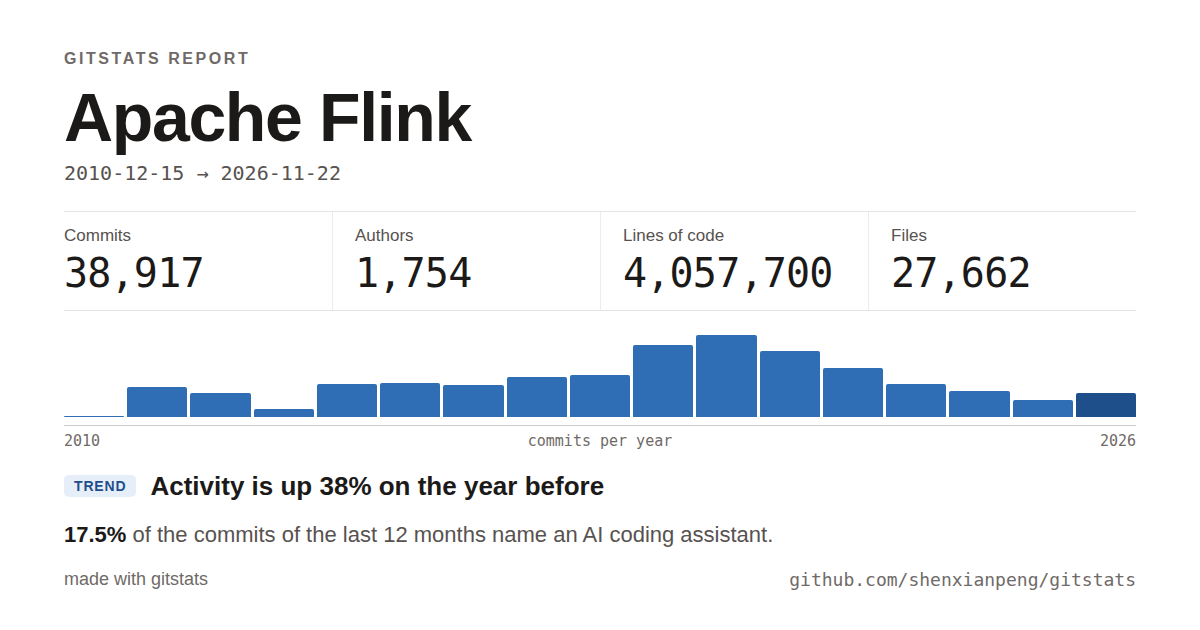 GITSTATS REPORT
Apache Flink
2010-12-15 → 2026-11-22
Commits
38,917
Authors
1,754
Lines of code
4,057,700
Files
27,662
2010
commits per year
2026
TREND
Activity is up 38% on the year before
17.5% of the commits of the last 12 months name an AI coding assistant.
made with gitstats
github.com/shenxianpeng/gitstats